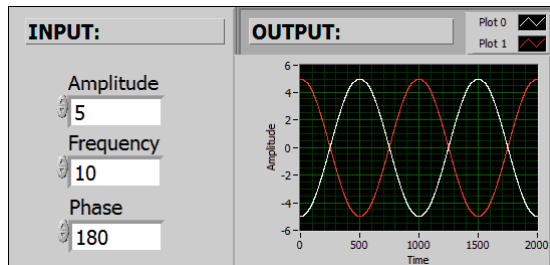 INPUT:
Amplitude
5
Frequency
10
Phase
180
OUTPUT:
Plot 0
Plot 1
Amplitude
6
4
2
0
-2
-4
-6
0 500 1000 1500 2000
Time